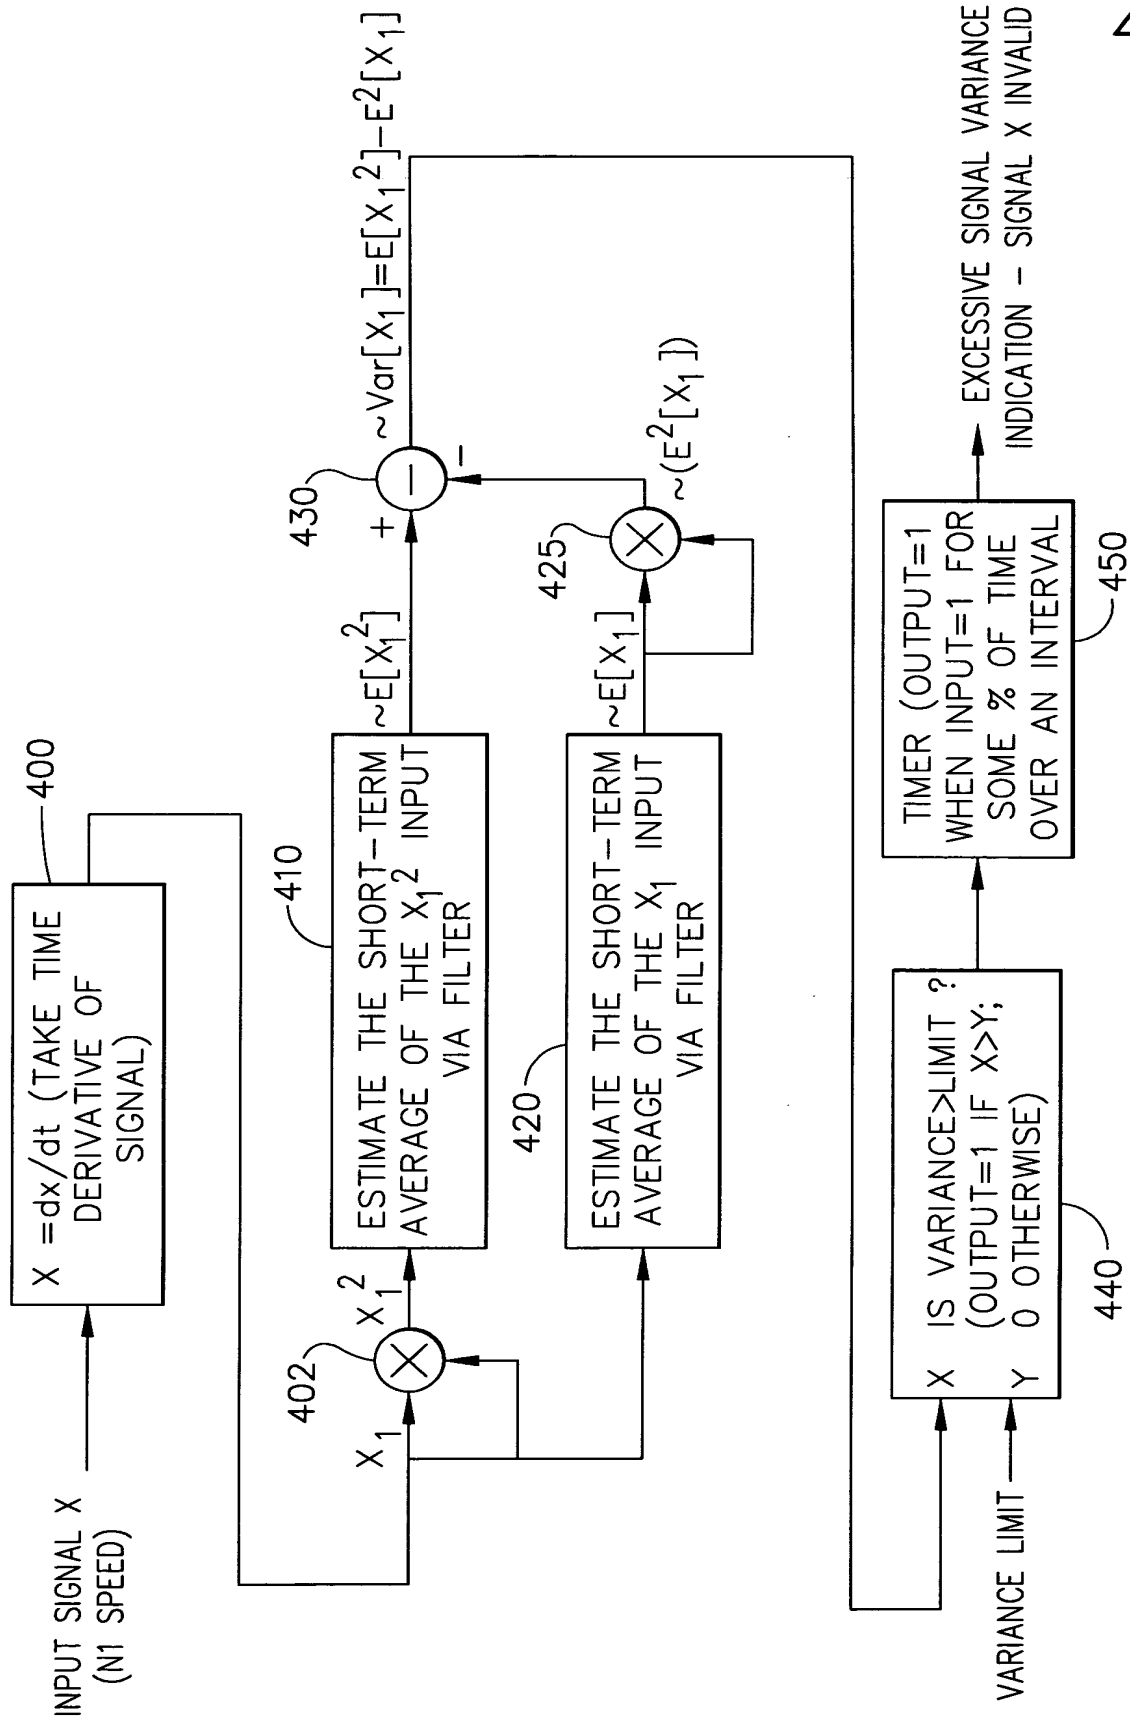 INPUT SIGNAL X
(N1 SPEED)
X =dx/dt (TAKE TIME
DERIVATIVE OF
SIGNAL)
400
X₁
402
X₁²
ESTIMATE THE SHORT-TERM
AVERAGE OF THE X₁² INPUT
VIA FILTER
410
~E[X₁²]
+
-
430
-
~Var[X₁]=E[X₁²]-E²[X₁]
ESTIMATE THE SHORT-TERM
AVERAGE OF THE X₁ INPUT
VIA FILTER
420
~E[X₁]
425
~(E²[X₁])
VARIANCE LIMIT
X IS VARIANCE>LIMIT ?
(OUTPUT=1 IF X>Y;
Y 0 OTHERWISE)
440
TIMER (OUTPUT=1
WHEN INPUT=1 FOR
SOME % OF TIME
OVER AN INTERVAL
450
EXCESSIVE SIGNAL VARIANCE
INDICATION - SIGNAL X INVALID